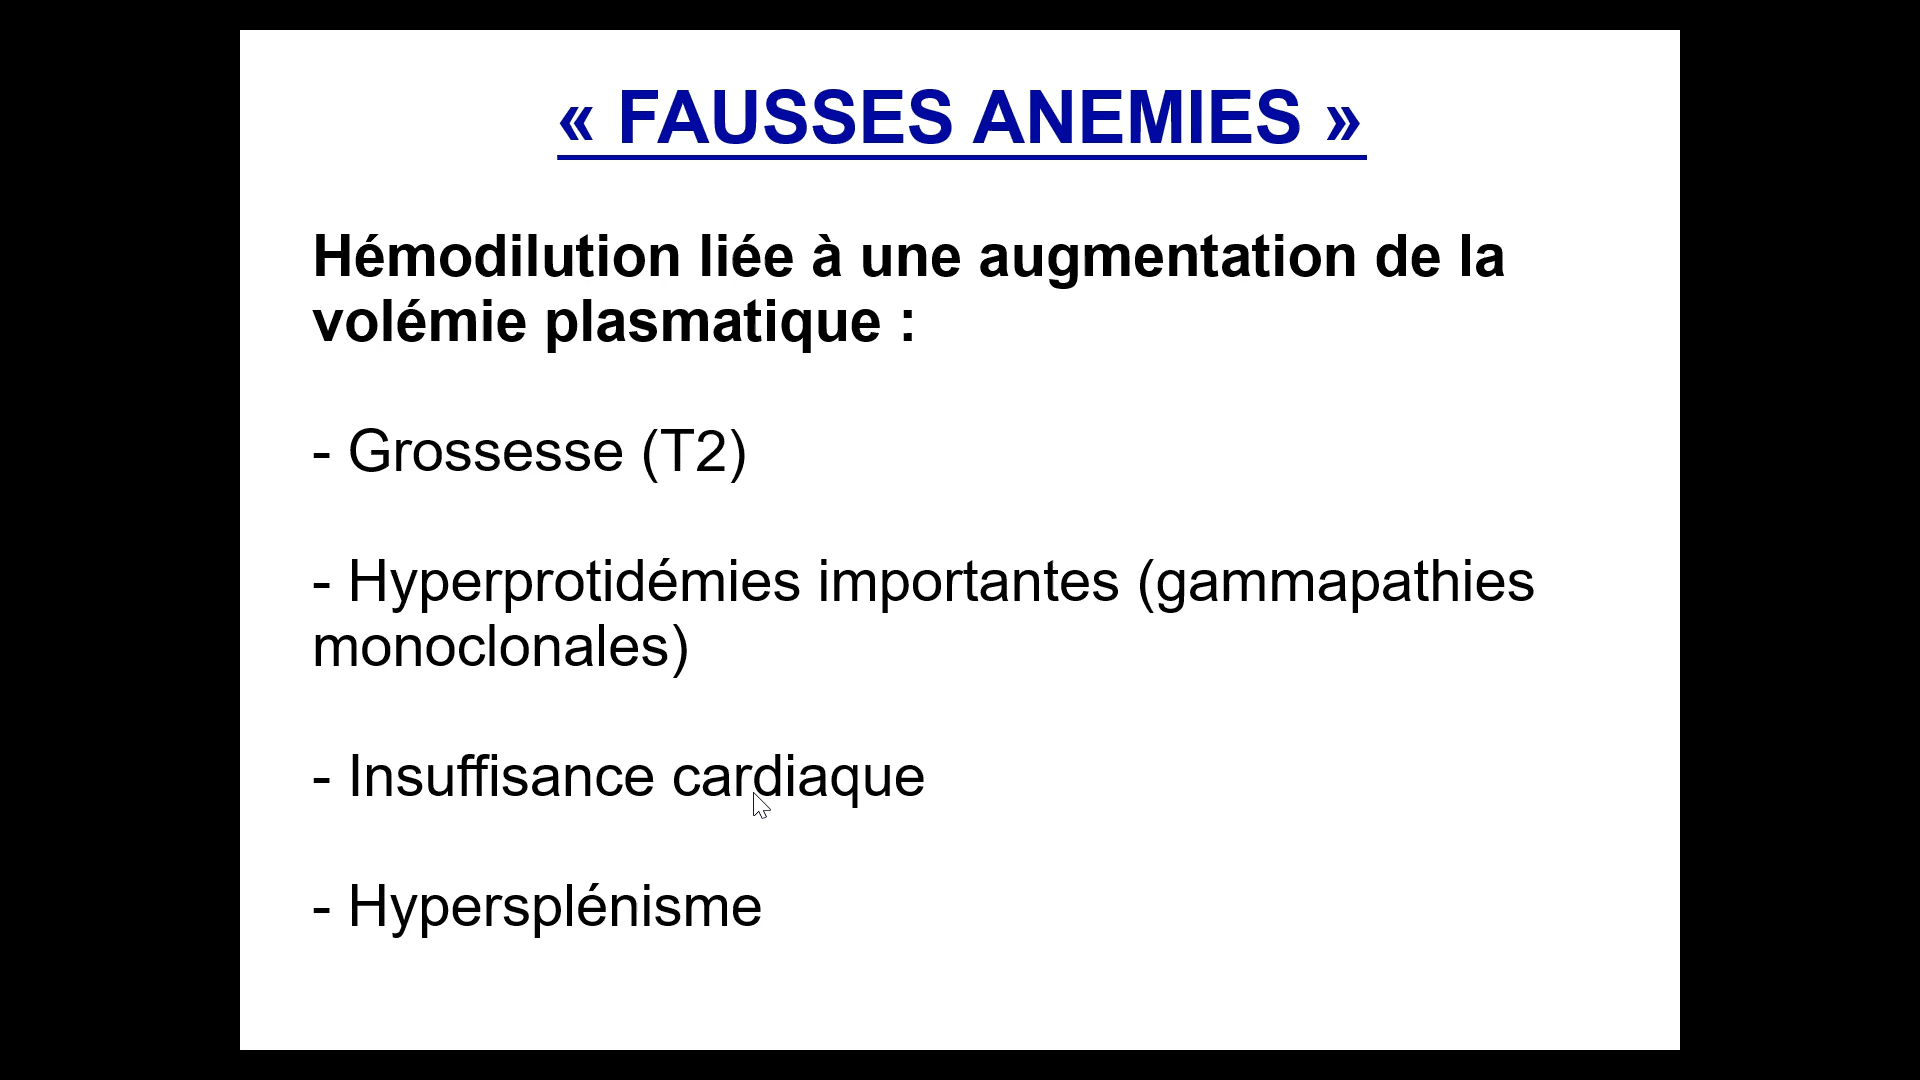 « FAUSSES ANEMIES »
Hémodilution liée à une augmentation de la
volémie plasmatique :
- Grossesse (T2)
- Hyperprotidémies importantes (gammapathies
monoclonales)
- Insuffisance cardiaque
- Hypersplénisme